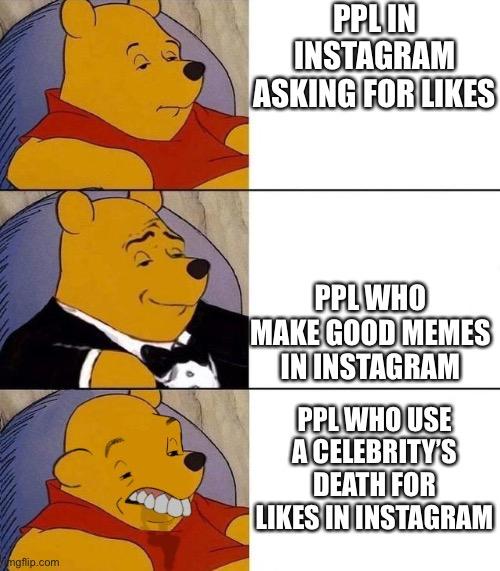 PPL IN
INSTAGRAM
ASKING FOR LIKES
PPL WHO
MAKE GOOD MEMES
IN INSTAGRAM
PPL WHO USE
A CELEBRITY'S
DEATH FOR
LIKES IN INSTAGRAM
imgflip.com